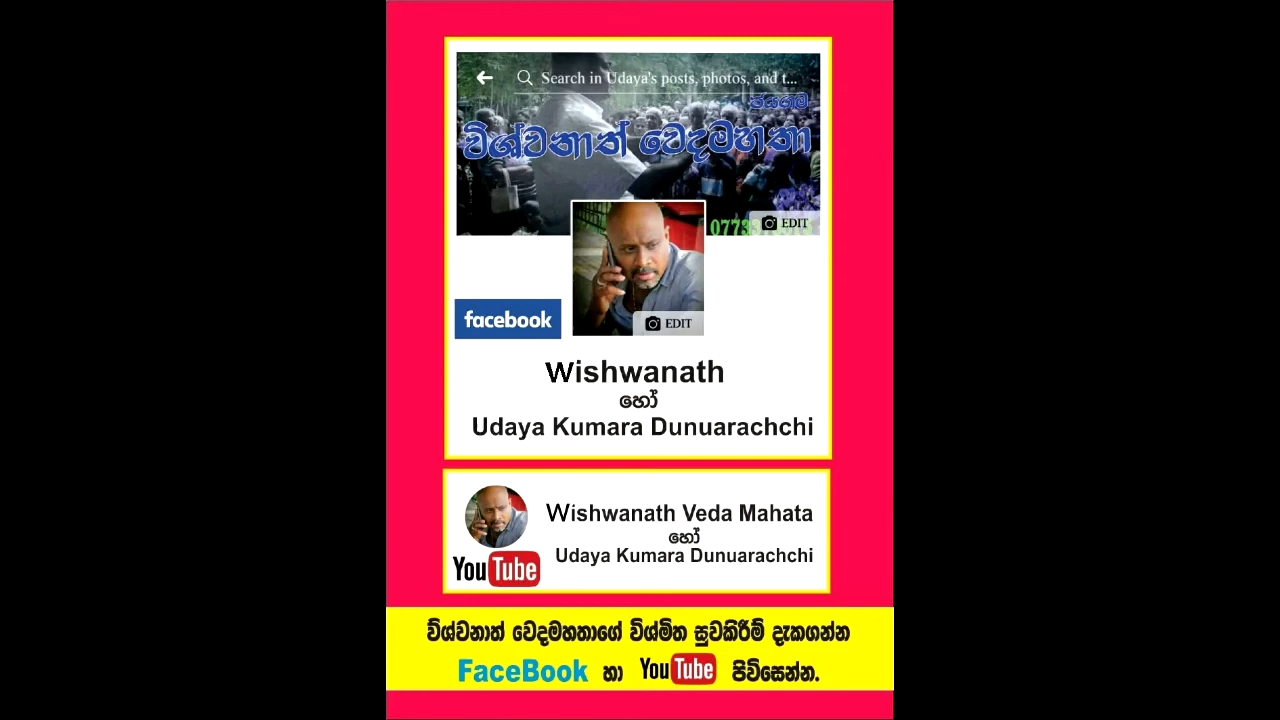 Search in Udaya's posts, photos, and t...
ජයගම
විශ්වනාත් වෙදමහතා
EDIT
EDIT
facebook
Wishwanath
හෝ
Udaya Kumara Dunuarachchi
Wishwanath Veda Mahata
හෝ
Udaya Kumara Dunuarachchi
YouTube
විශ්වනාත් වෙදමහතාගේ විශ්මිත සුවකිරීම් දැකගන්න
FaceBook හා YouTube පිවිසෙන්න.